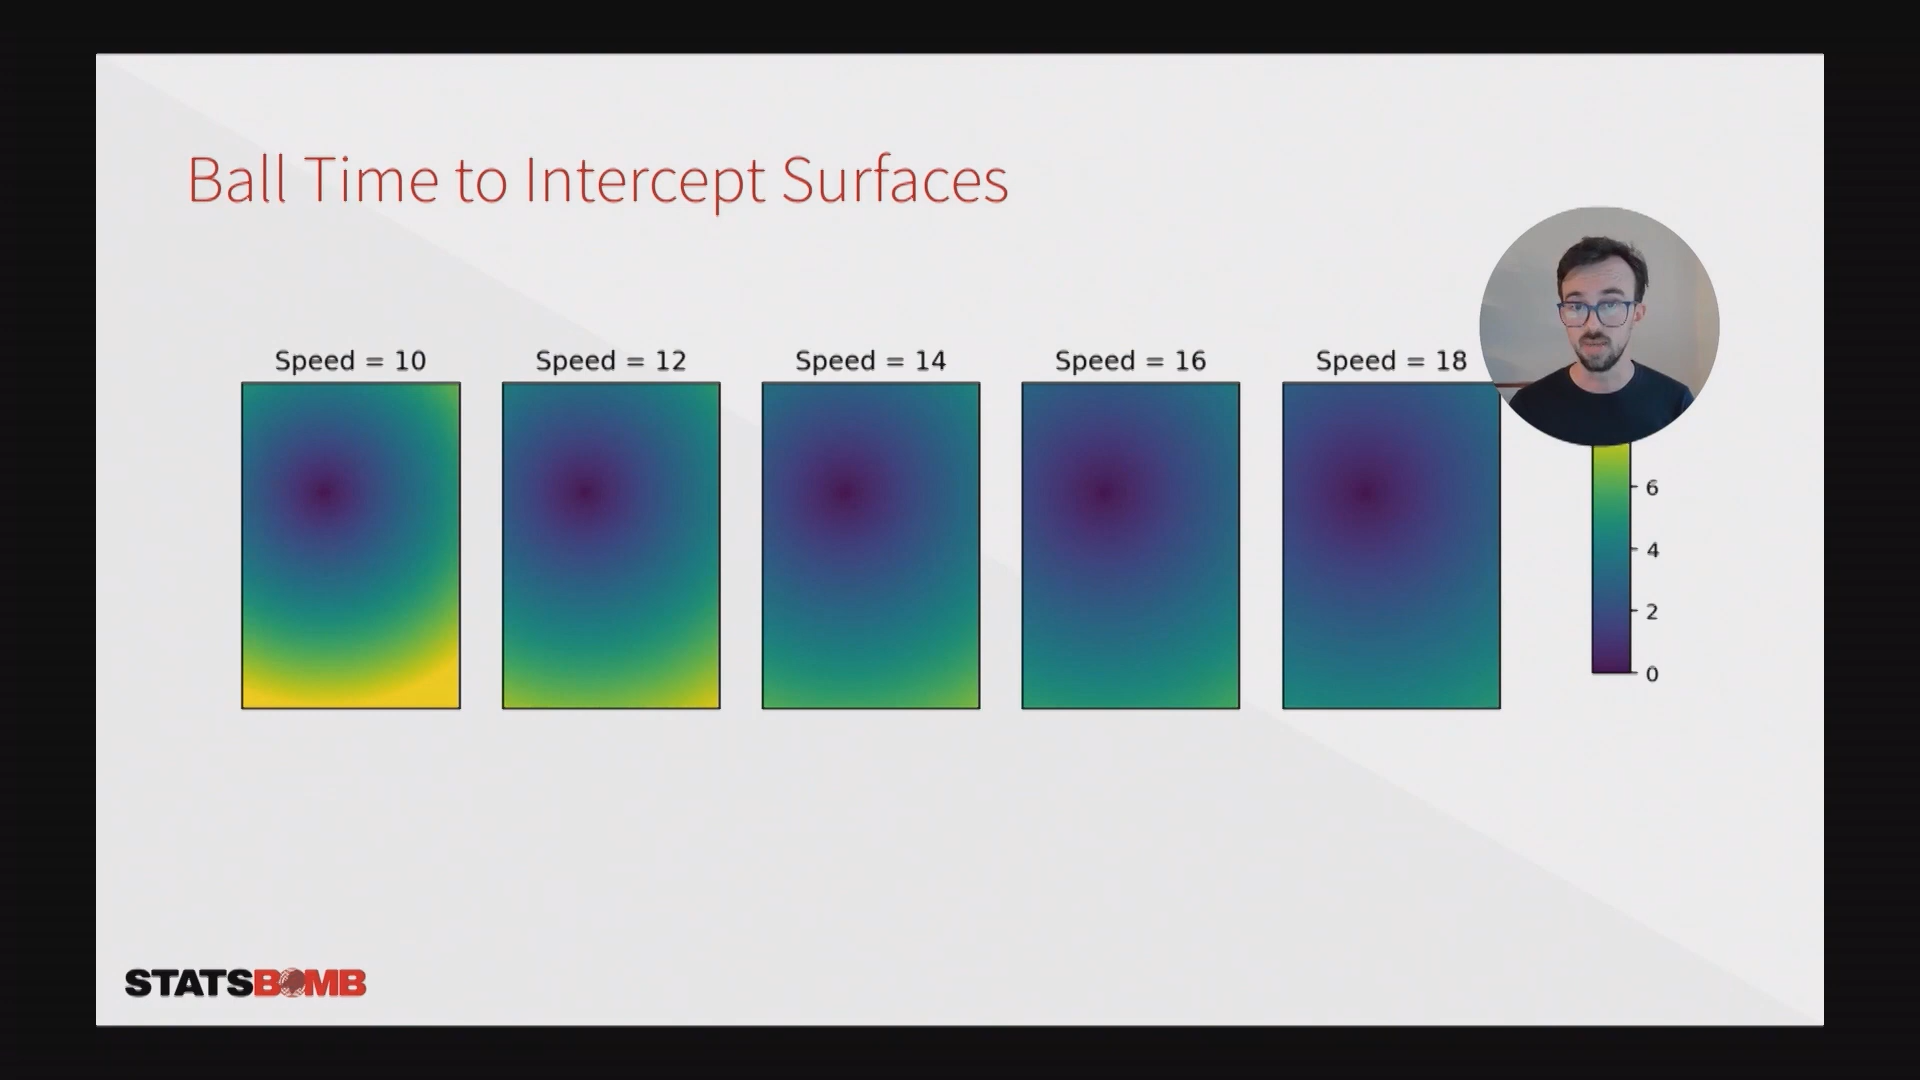 Ball Time to Intercept Surfaces
Speed = 10
Speed = 12
Speed = 14
Speed = 16
Speed = 18
6
4
2
0
STATSBOMB